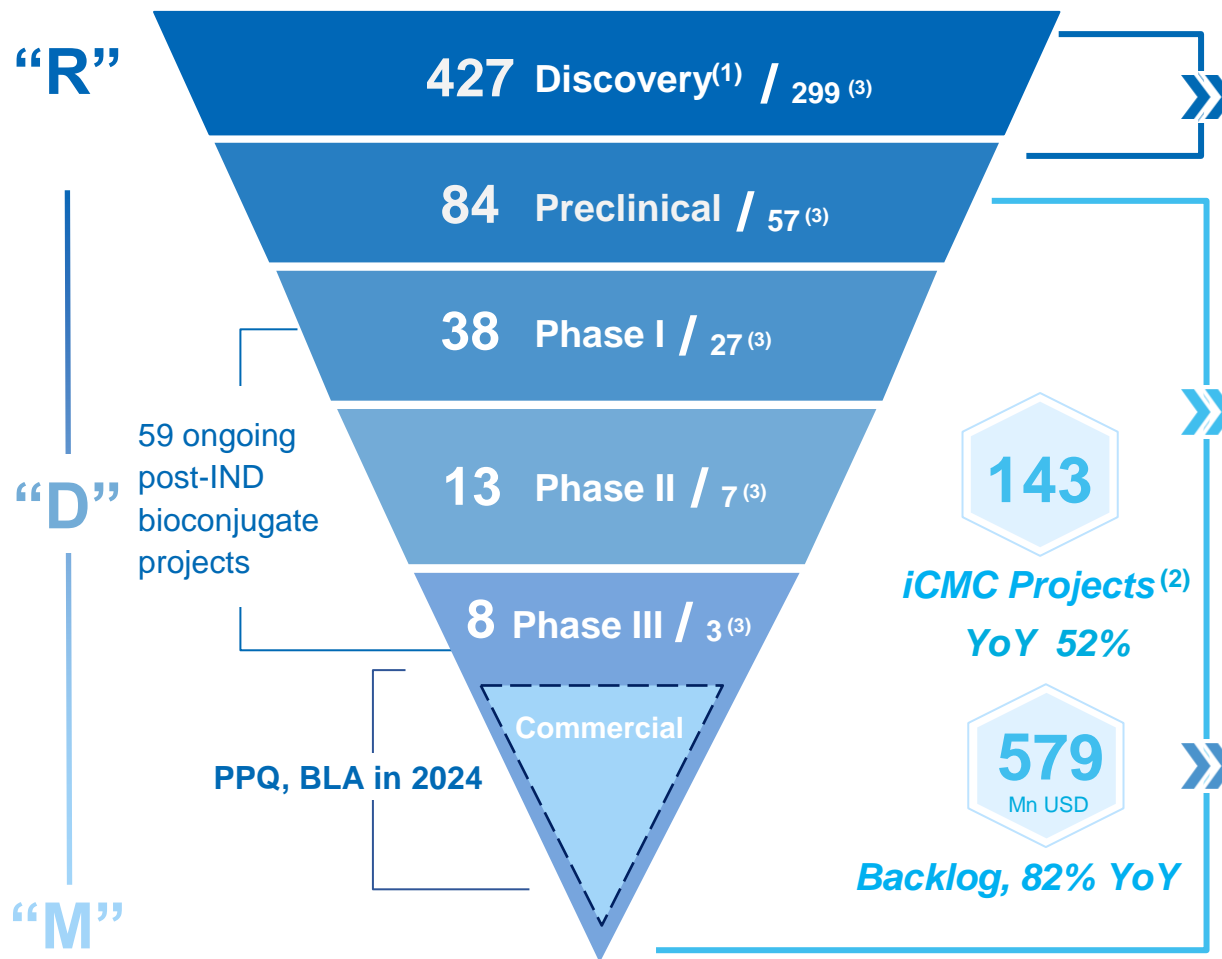 “R”
427 Discovery(1) / 299 (3)
84 Preclinical / 57 (3)
38 Phase I / 27 (3)
59 ongoing
post-IND
bioconjugate
projects
“D”
13 Phase II / 7 (3)
143
iCMC Projects (2)
YoY 52%
8 Phase III / 3 (3)
Commercial
PPQ, BLA in 2024
579
Mn USD
Backlog, 82% YoY
“M”